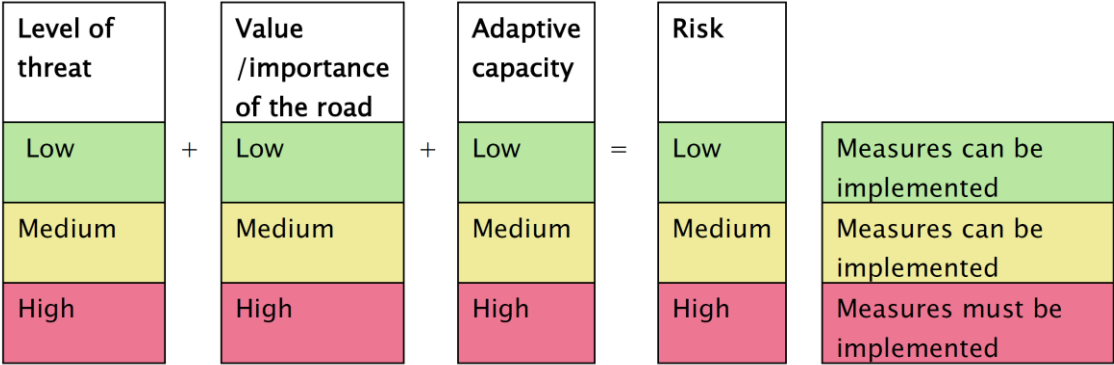 Level of
threat
Value
/importance
of the road
Adaptive
capacity
Risk
Low
+
Low
+
Low
=
Low
Measures can be
implemented
Medium
Medium
Medium
Medium
Measures can be
implemented
High
High
High
High
Measures must be
implemented